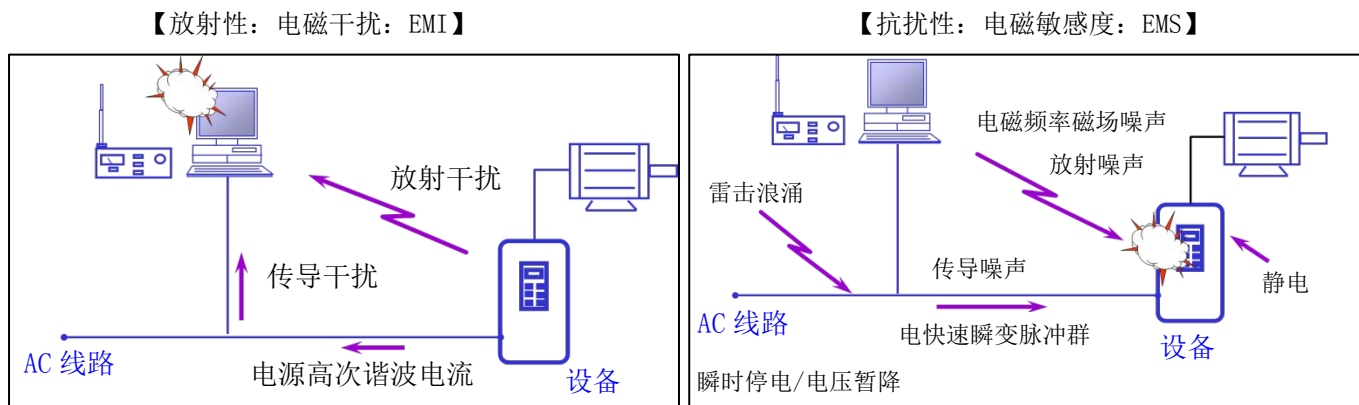 【放射性：电磁干扰：EMI】
放射干扰
传导干扰
AC 线路
电源高次谐波电流
设备
【抗扰性：电磁敏感度：EMS】
电磁频率磁场噪声
放射噪声
雷击浪涌
传导噪声
静电
AC 线路
电快速瞬变脉冲群
设备
瞬时停电/电压暂降